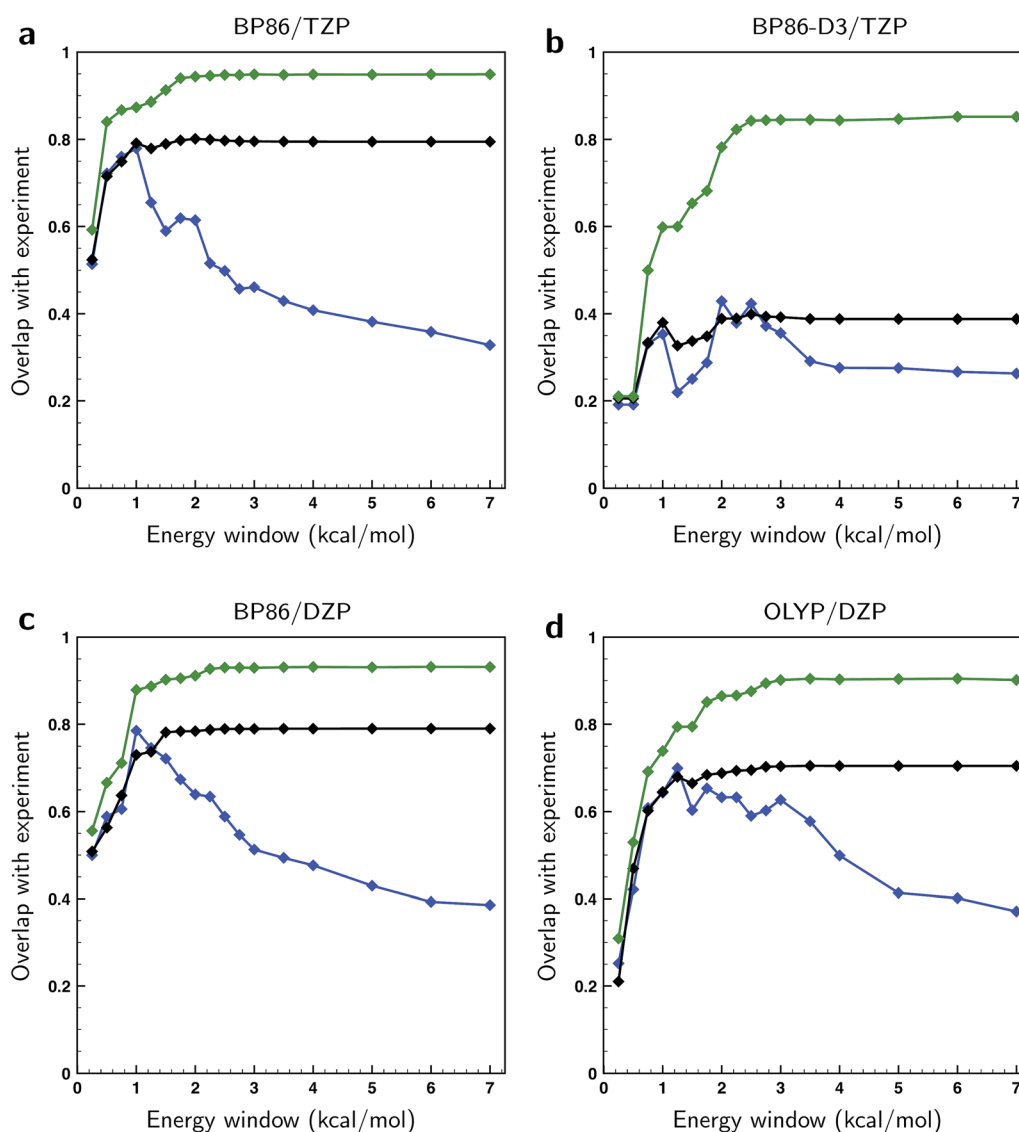 a
BP86/TZP
1
0.8
0.6
0.4
0.2
0
Overlap with experiment
0 1 2 3 4 5 6 7
Energy window (kcal/mol)
b
BP86-D3/TZP
1
0.8
0.6
0.4
0.2
0
Overlap with experiment
0 1 2 3 4 5 6 7
Energy window (kcal/mol)
c
BP86/DZP
1
0.8
0.6
0.4
0.2
0
Overlap with experiment
0 1 2 3 4 5 6 7
Energy window (kcal/mol)
d
OLYP/DZP
1
0.8
0.6
0.4
0.2
0
Overlap with experiment
0 1 2 3 4 5 6 7
Energy window (kcal/mol)